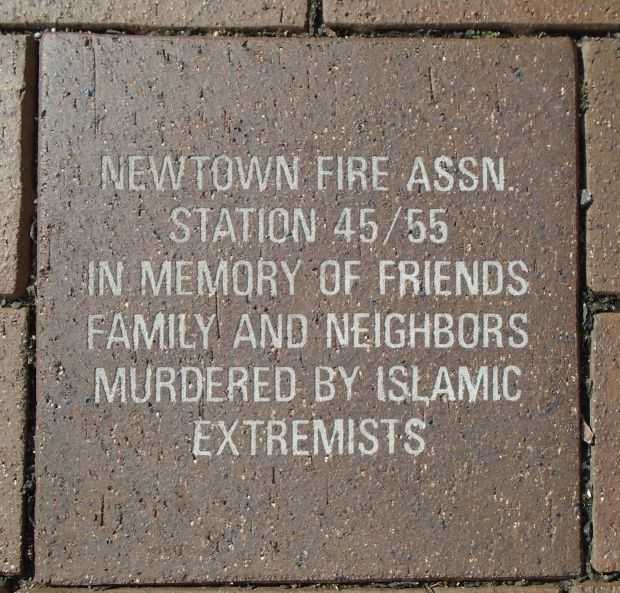 NEWTOWN FIRE ASSN.
STATION 45/55
IN MEMORY OF FRIENDS
FAMILY AND NEIGHBORS
MURDERED BY ISLAMIC
EXTREMISTS